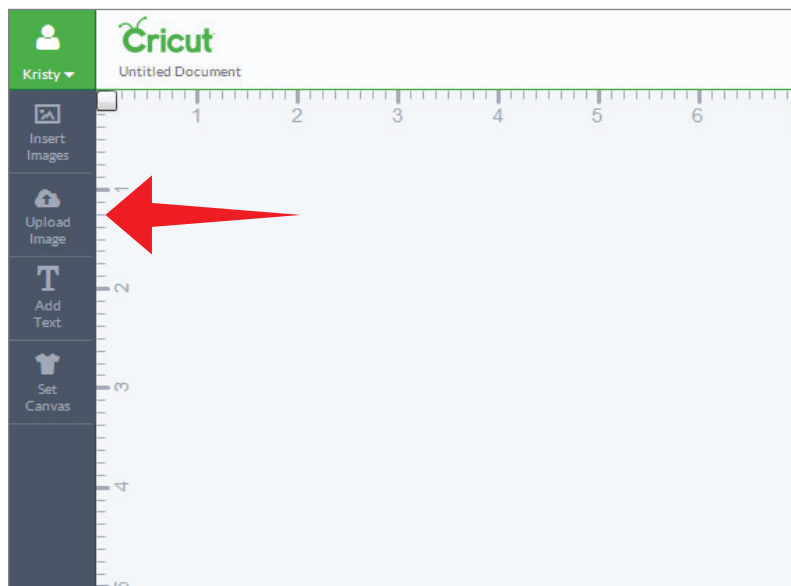 Kristy
Cricut
Untitled Document
1 2 3 4 5 6
Insert
Images
Upload
Image
Add
Text
Set
Canvas
1
2
3
4
5